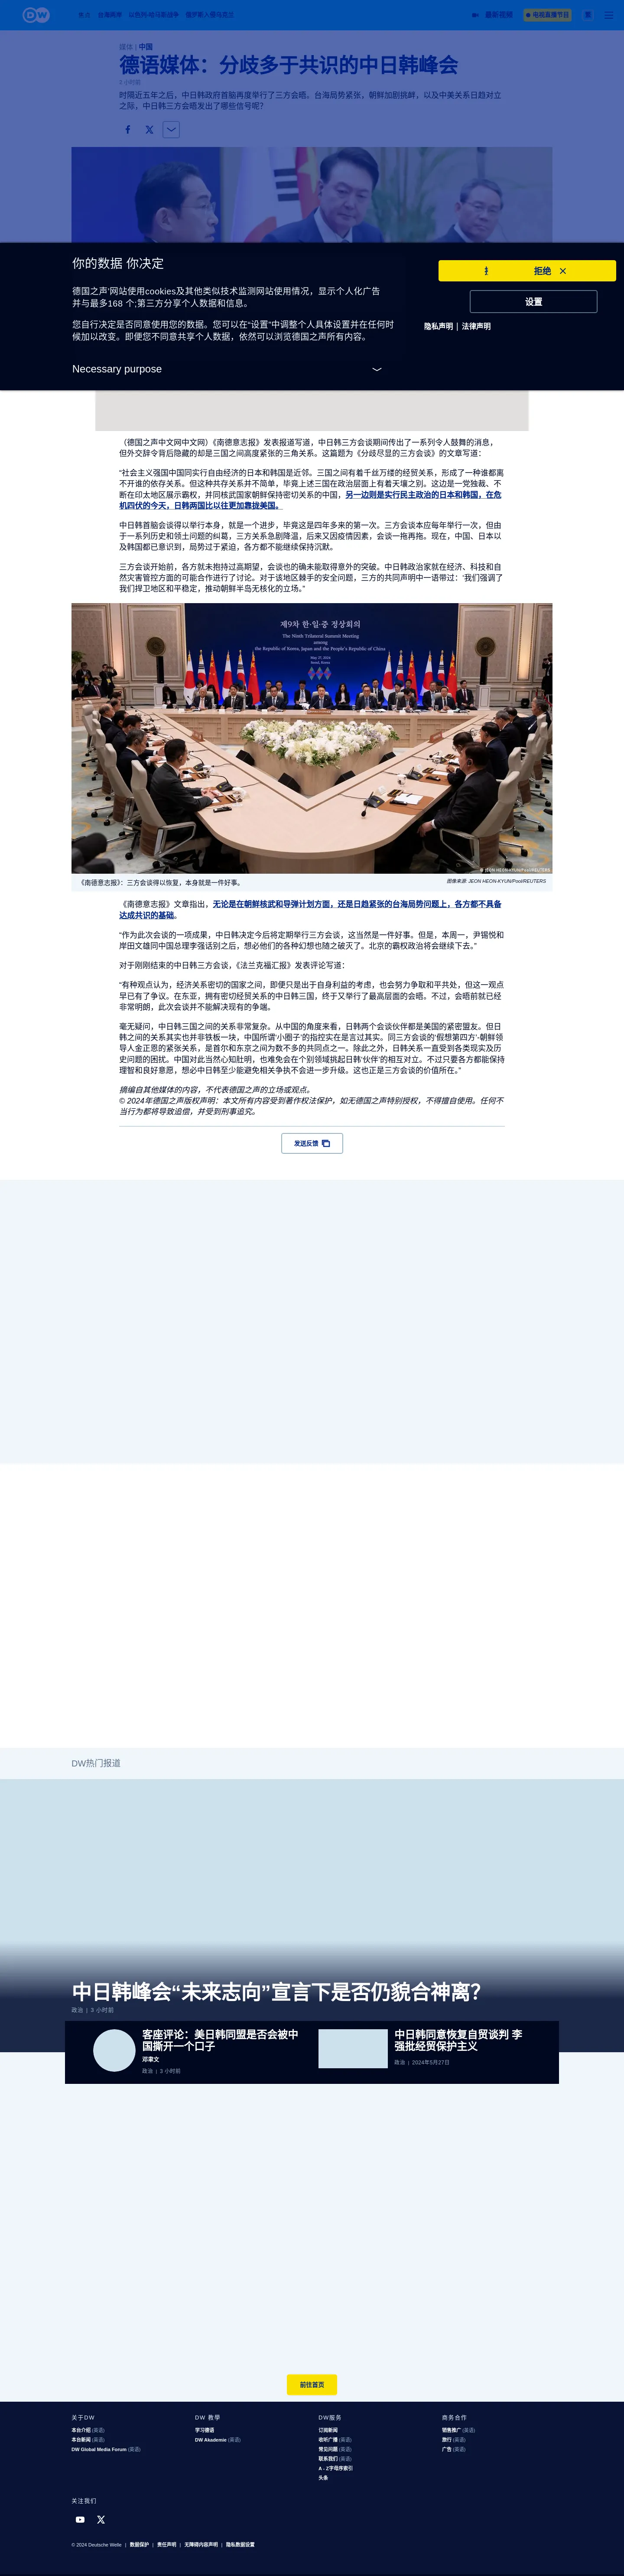 DW
焦点 台湾两岸 以色列-哈马斯战争 俄罗斯入侵乌克兰
最新视频
电视直播节目
媒体 | 中国
德语媒体：分歧多于共识的中日韩峰会
3 小时前
时隔近五年之后，中日韩政府首脑再度举行了三方会晤。台海局势紧张，朝鲜加剧挑衅，以及中美关系日趋对立之际，中日韩三方会晤发出了哪些信号呢？
你的数据 你决定
拒绝
德国之声'网站使用cookies及其他类似技术监测网站使用情况，显示个人化广告
并与最多168 个;第三方分享个人数据和信息。
设置
您自行决定是否同意使用您的数据。您可以在“设置”中调整个人具体设置并在任何时
候加以改变。即便您不同意共享个人数据，依然可以浏览德国之声所有内容。
隐私声明 | 法律声明
Necessary purpose
（德国之声中文网中文网）《南德意志报》发表报道写道，中日韩三方会谈期间传出了一系列令人鼓舞的消息，
但外交辞令背后隐藏的却是三国之间高度紧张的三角关系。这篇题为《分歧尽显的三方会谈》的文章写道：
“社会主义强国中国同实行自由经济的日本和韩国是近邻。三国之间有着千丝万缕的经贸关系，形成了一种谁都离
不开谁的依存关系。但这种共存关系并不简单，毕竟上述三国在政治层面上有着天壤之别。这边是一党独裁、不
断在印太地区展示霸权，并同核武国家朝鲜保持密切关系的中国，另一边则是实行民主政治的日本和韩国，在危
机四伏的今天，日韩两国比以往更加靠拢美国。
中日韩首脑会谈得以举行本身，就是一个进步，毕竟这是四年多来的第一次。三方会谈本应每年举行一次，但由
于一系列历史和领土问题的纠葛，三方关系急剧降温，后来又因疫情因素，会谈一拖再拖。现在，中国、日本以
及韩国都已意识到，局势过于紧迫，各方都不能继续保持沉默。
三方会谈开始前，各方就未抱持过高期望，会谈也的确未能取得意外的突破。中日韩政治家就在经济、科技和自
然灾害管控方面的可能合作进行了讨论。对于该地区棘手的安全问题，三方的共同声明中一语带过：‘我们强调了
我们捍卫地区和平稳定，推动朝鲜半岛无核化的立场。”
제9차 한·일·중 정상회의
The Ninth Trilateral Summit Meeting
among
the Republic of Korea, Japan and the People's Republic of China
May 27, 2024
Seoul, Korea
JEON HEON-KYUN/Pool/REUTERS
《南德意志报》：三方会谈得以恢复，本身就是一件好事。
图像来源: JEON HEON-KYUN/Pool/REUTERS
《南德意志报》文章指出，无论是在朝鲜核武和导弹计划方面，还是日趋紧张的台海局势问题上，各方都不具备
达成共识的基础。
“作为此次会谈的一项成果，中日韩决定今后将定期举行三方会谈，这当然是一件好事。但是，本周一，尹锡悦和
岸田文雄同中国总理李强话别之后，想必他们的各种幻想也随之破灭了。北京的霸权政治将会继续下去。”
对于刚刚结束的中日韩三方会谈，《法兰克福汇报》发表评论写道：
“有种观点认为，经济关系密切的国家之间，即便只是出于自身利益的考虑，也会努力争取和平共处，但这一观点
早已有了争议。在东亚，拥有密切经贸关系的中日韩三国，终于又举行了最高层面的会晤。不过，会晤前就已经
非常明朗，此次会谈并不能解决现有的争端。
毫无疑问，中日韩三国之间的关系非常复杂。从中国的角度来看，日韩两个会谈伙伴都是美国的紧密盟友。但日
韩之间的关系其实也并非铁板一块，中国所谓‘小圈子’的指控实在是言过其实。同三方会谈的‘假想第四方’-朝鲜领
导人金正恩的紧张关系，是首尔和东京之间为数不多的共同点之一。除此之外，日韩关系一直受到各类现实及历
史问题的困扰。中国对此当然心知肚明，也难免会在个别领域挑起日韩‘伙伴’的相互对立。不过只要各方都能保持
理智和良好意愿，想必中日韩至少能避免相关争执不会进一步升级。这也正是三方会谈的价值所在。”
摘编自其他媒体的内容，不代表德国之声的立场或观点。
© 2024年德国之声版权声明：本文所有内容受到著作权法保护，如无德国之声特别授权，不得擅自使用。任何不
当行为都将导致追偿，并受到刑事追究。
发送反馈
DW热门报道
中日韩峰会“未来志向”宣言下是否仍貌合神离？
政治 | 3 小时前
客座评论：美日韩同盟是否会被中
国撕开一个口子
邓聿文
政治 | 3 小时前
中日韩同意恢复自贸谈判 李
强批经贸保护主义
政治 | 2024年5月27日
前往首页
关于DW
本台介绍 (英语)
本台新闻 (英语)
DW Global Media Forum (英语)
DW 教學
学习德语
DW Akademie (英语)
DW服务
订阅新闻
收听广播 (英语)
常见问题 (英语)
联系我们 (英语)
A - Z字母序索引
头条
商务合作
销售推广 (英语)
旅行 (英语)
广告 (英语)
关注我们
© 2024 Deutsche Welle | 数据保护 | 责任声明 | 无障碍内容声明 | 隐私数据设置